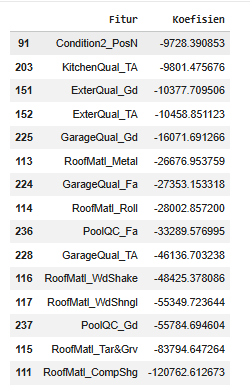 Fitur Koefisien
91 Condition2_PosN -9728.390853
203 KitchenQual_TA -9801.475676
151 ExterQual_Gd -10377.709506
152 ExterQual_TA -10458.851123
225 GarageQual_Gd -16071.691266
113 RoofMatl_Metal -26676.953759
224 GarageQual_Fa -27353.153318
114 RoofMatl_Roll -28002.857200
236 PoolQC_Fa -33289.576995
228 GarageQual_TA -46136.703238
116 RoofMatl_WdShake -48425.378086
117 RoofMatl_WdShngl -55349.723644
237 PoolQC_Gd -55784.694604
115 RoofMatl_Tar&Grv -83794.647264
111 RoofMatl_CompShg -120762.612673